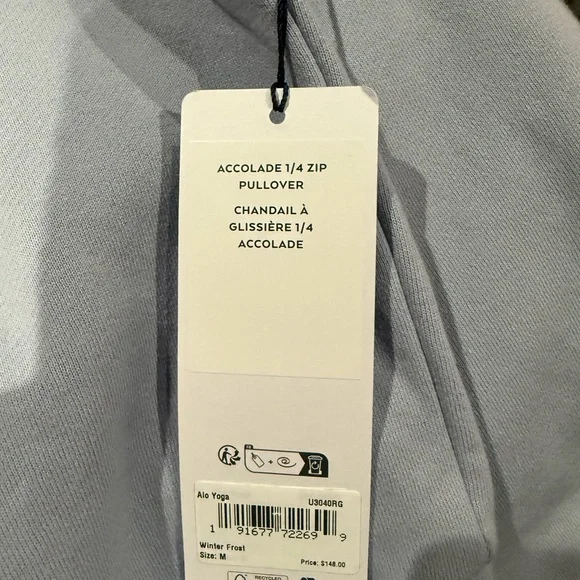 ACCOLADE 1/4 ZIP
PULLOVER
CHANDAIL À
GLISSIÈRE 1/4
ACCOLADE
FR
Alo Yoga U3040RG
1 91677 72269 9
Winter Frost
Size: M Price: $148.00
RECYCLED